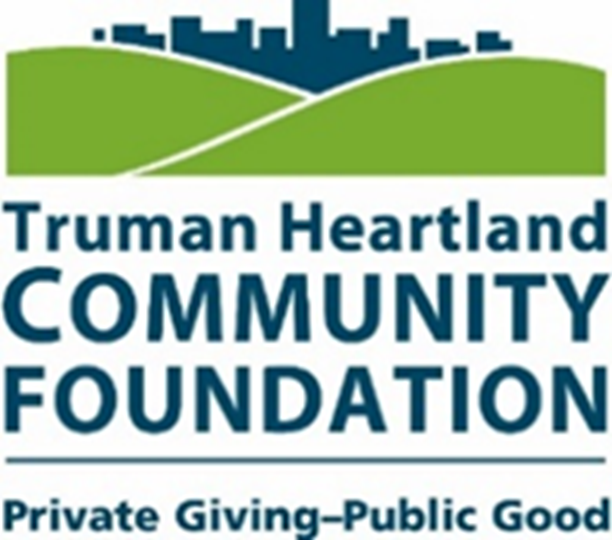 Truman Heartland
COMMUNITY
FOUNDATION
Private Giving–Public Good